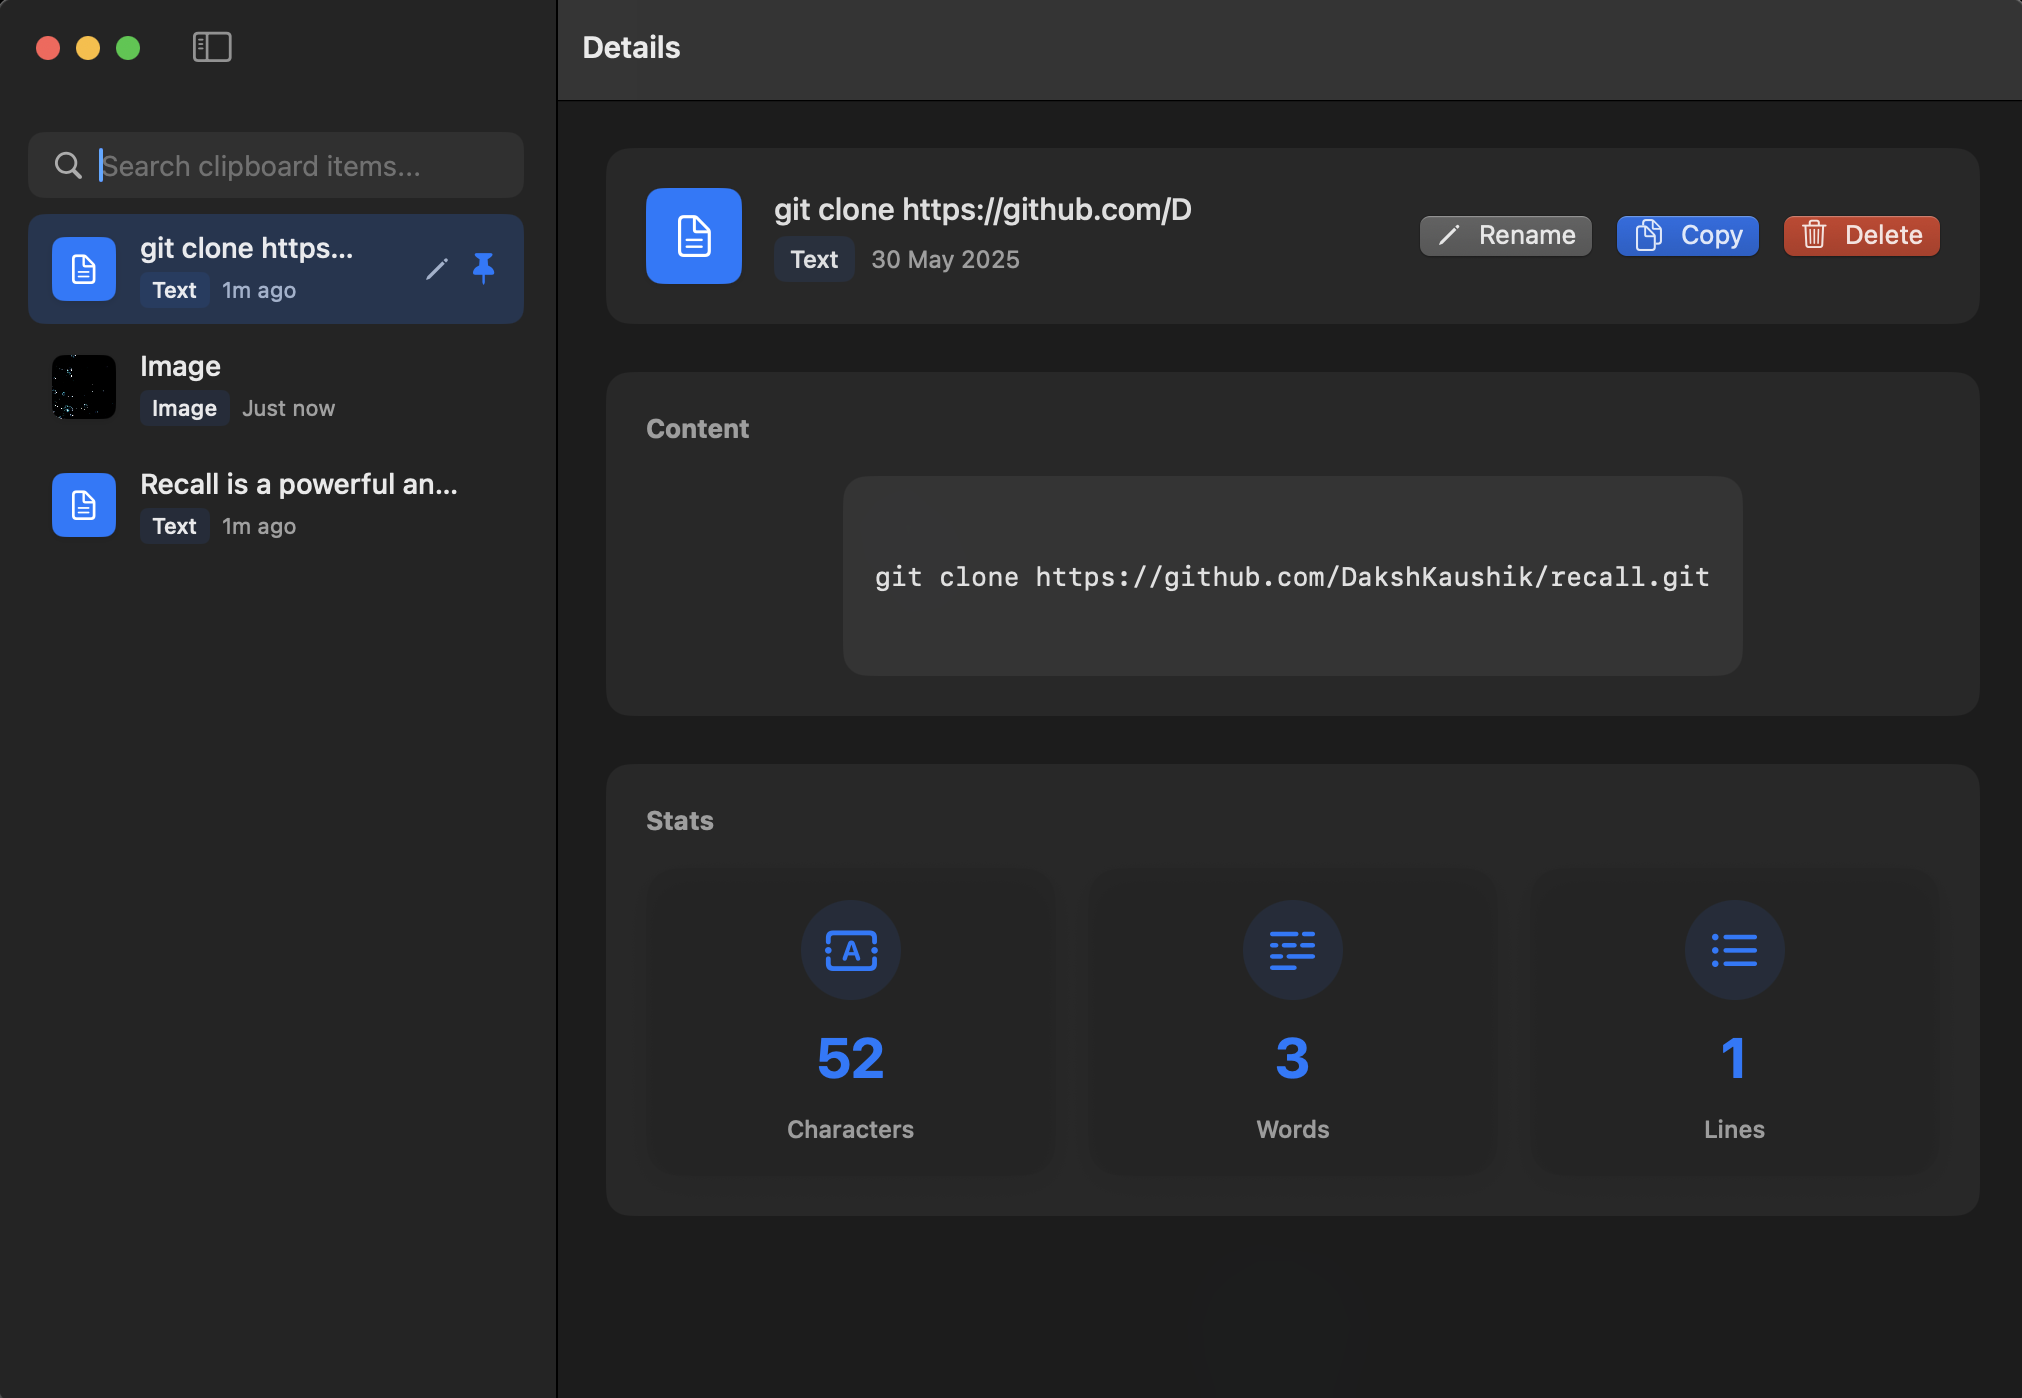 Details
Search clipboard items...
git clone https...
Text 1m ago
Image
Image Just now
Recall is a powerful an...
Text 1m ago
git clone https://github.com/D
Text 30 May 2025
Rename Copy Delete
Content
git clone https://github.com/DakshKaushik/recall.git
Stats
A
52 3 1
Characters Words Lines